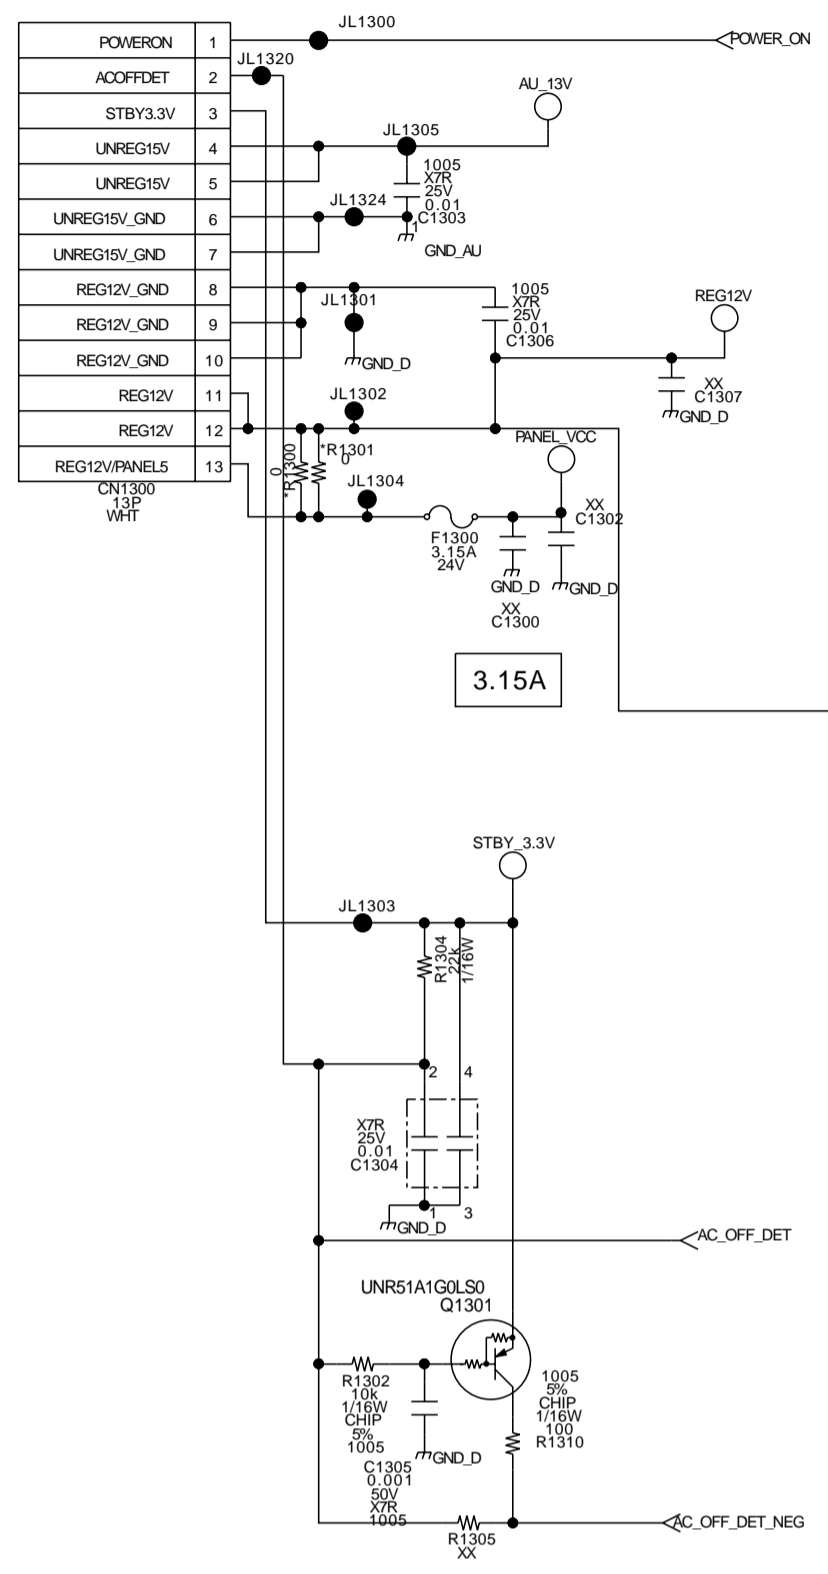 JL1300
POWERON 1
POWER_ON
JL1320
ACOFFDET 2
AU_13V
STBY3.3V 3
JL1305
UNREG15V 4
1005
X7R
25V
0.01
C1303
UNREG15V 5
JL1324
UNREG15V_GND 6
1
GND_AU
UNREG15V_GND 7
REG12V_GND 8
JL1301
1005
X7R
25V
0.01
C1306
REG12V
REG12V_GND 9
REG12V_GND 10
GND_D
XX
C1307
GND_D
REG12V 11
JL1302
REG12V 12
PANEL_VCC
0
*R1300
*R1301
0
REG12V/PANEL5 13
JL1304
CN1300
13P
WHT
XX
C1302
F1300
3.15A
24V
GND_D
GND_D
XX
C1300
3.15A
STBY_3.3V
JL1303
R1304
22k
1/16W
2 4
X7R
25V
0.01
C1304
1 3
GND_D
AC_OFF_DET
UNR51A1G0LS0
Q1301
R1302
10k
1/16W
CHIP
5%
1005
1005
5%
CHIP
1/16W
100
R1310
GND_D
C1305
0.001
50V
X7R
1005
AC_OFF_DET_NEG
R1305
XX